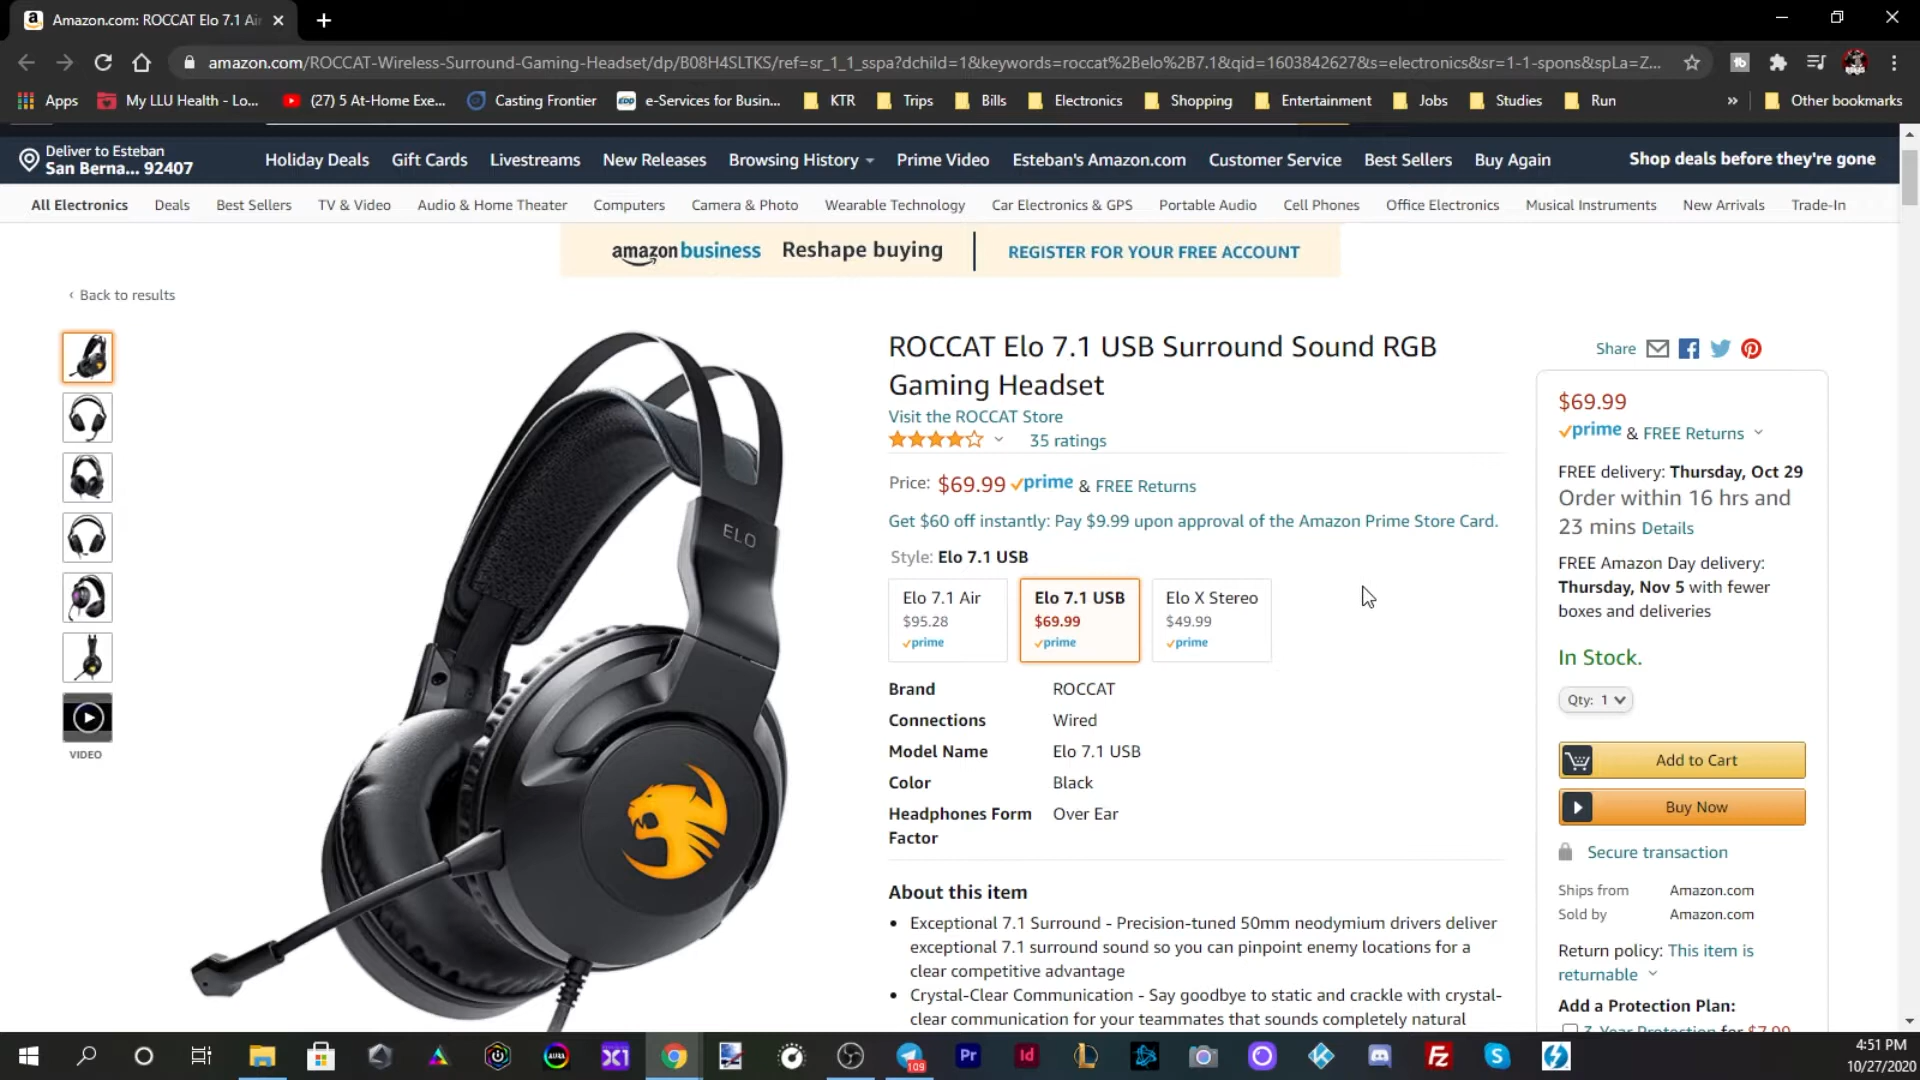 Amazon.com: ROCCAT Elo 7.1 Ai
amazon.com/ROCCAT-Wireless-Surround-Gaming-Headset/dp/B08H4SLTKS/ref=sr_1_1_sspa?dchild=1&keywords=roccat%2Belo%2B7.1&qid=1603842627&s=electronics&sr=1-1-spons&spLa=Z...
Apps My LLU Health - Lo... (27) 5 At-Home Exe... Casting Frontier EDD e-Services for Busin... KTR Trips Bills Electronics Shopping Entertainment Jobs Studies Run » Other bookmarks
Deliver to Esteban
San Berna... 92407
Holiday Deals Gift Cards Livestreams New Releases Browsing History Prime Video Esteban's Amazon.com Customer Service Best Sellers Buy Again Shop deals before they're gone
All Electronics Deals Best Sellers TV & Video Audio & Home Theater Computers Camera & Photo Wearable Technology Car Electronics & GPS Portable Audio Cell Phones Office Electronics Musical Instruments New Arrivals Trade-In
amazon business Reshape buying REGISTER FOR YOUR FREE ACCOUNT
‹ Back to results
VIDEO
ELO
ROCCAT Elo 7.1 USB Surround Sound RGB
Gaming Headset
Visit the ROCCAT Store
35 ratings
Price: $69.99 prime & FREE Returns
Get $60 off instantly: Pay $9.99 upon approval of the Amazon Prime Store Card.
Style: Elo 7.1 USB
Elo 7.1 Air Elo 7.1 USB Elo X Stereo
$95.28 $69.99 $49.99
prime prime prime
Brand ROCCAT
Connections Wired
Model Name Elo 7.1 USB
Color Black
Headphones Form Over Ear
Factor
About this item
• Exceptional 7.1 Surround - Precision-tuned 50mm neodymium drivers deliver
exceptional 7.1 surround sound so you can pinpoint enemy locations for a
clear competitive advantage
• Crystal-Clear Communication - Say goodbye to static and crackle with crystal-
clear communication for your teammates that sounds completely natural
Share
$69.99
prime & FREE Returns
FREE delivery: Thursday, Oct 29
Order within 16 hrs and
23 mins Details
FREE Amazon Day delivery:
Thursday, Nov 5 with fewer
boxes and deliveries
In Stock.
Qty: 1
Add to Cart
Buy Now
Secure transaction
Ships from Amazon.com
Sold by Amazon.com
Return policy: This item is
returnable
Add a Protection Plan:
X1 109 Pr Id
4:51 PM
10/27/2020